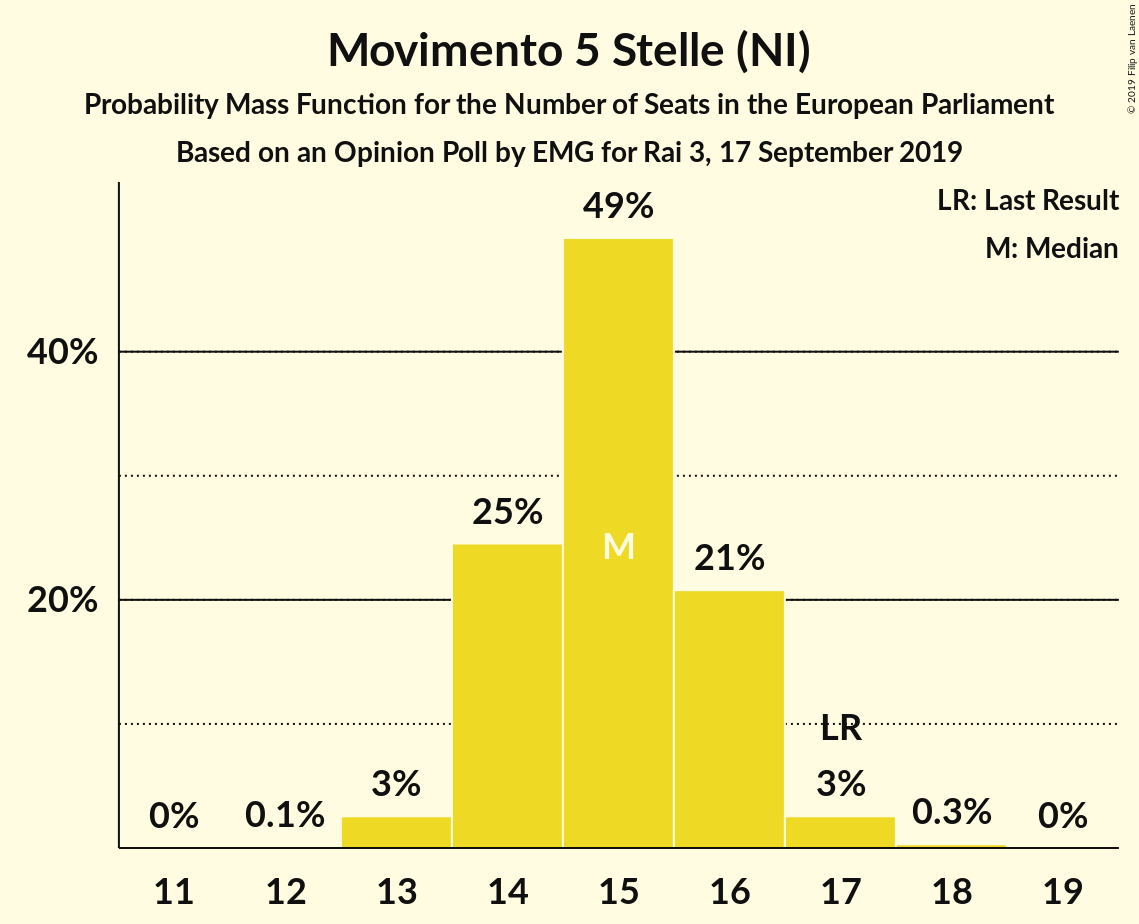 Movimento 5 Stelle (NI)
Probability Mass Function for the Number of Seats in the European Parliament
Based on an Opinion Poll by EMG for Rai 3, 17 September 2019
© 2019 Filip van Laenen
LR: Last Result
M: Median
49%
40%
25%
M
21%
20%
LR
3%
3%
0%
0.1%
0.3%
0%
11 12 13 14 15 16 17 18 19